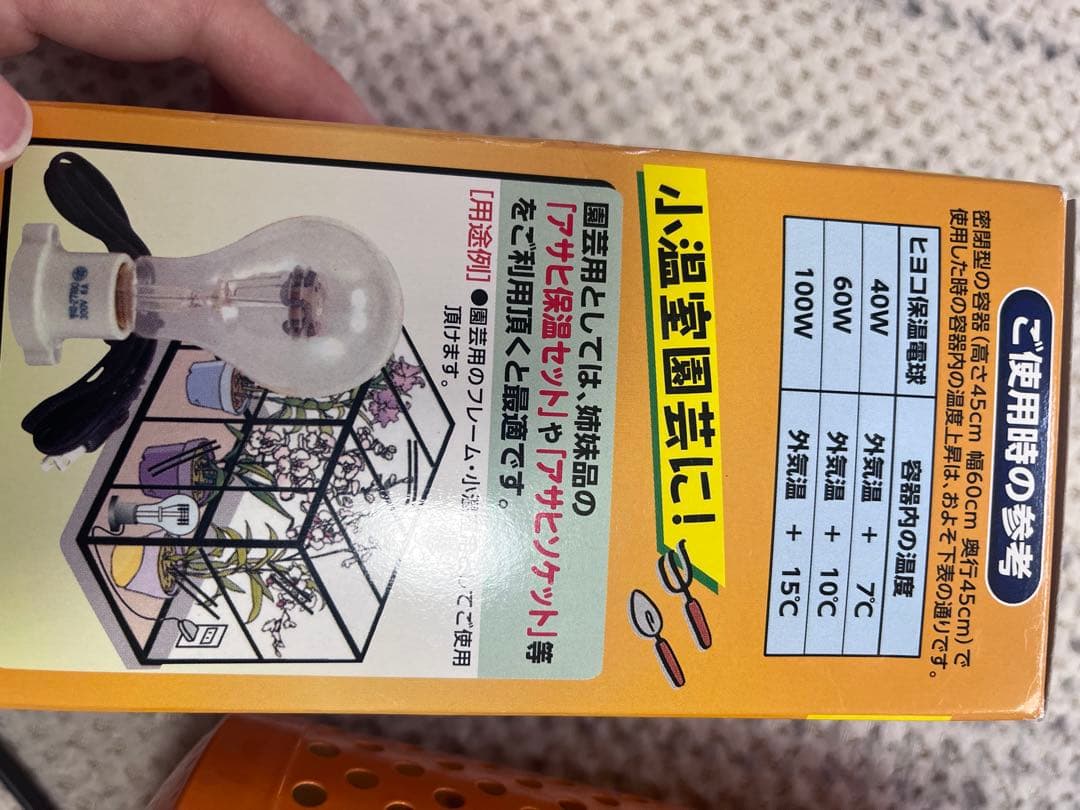 ご使用時の参考
密閉型の容器(高さ45cm 幅60cm 奥行45cm)で
使用した時の容器内の温度上昇は、およそ下表の通りです。
ヒヨコ保温電球 容器内の温度
40W 外気温 + 7℃
60W 外気温 + 10℃
100W 外気温 + 15℃
小温室園芸に!
園芸用としては、姉妹品の
「アサヒ保温セット」や「アサヒソケット」等
をご利用頂くと最適です。
[用途例]●園芸用のフレーム・小温 してご使用
頂けます。